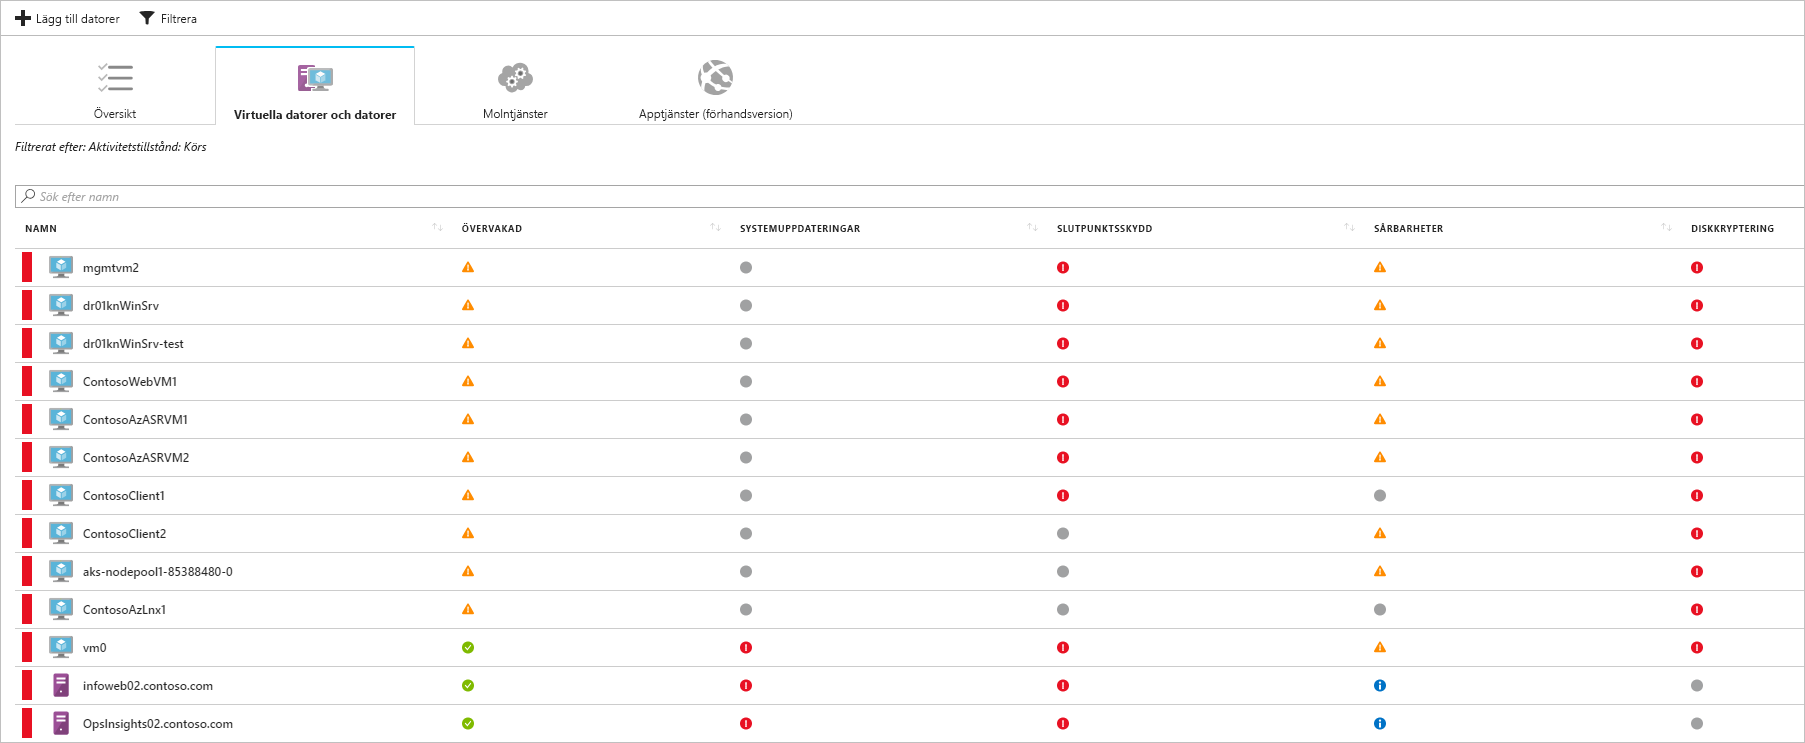 Lägg till datorer Filtrera
Översikt Virtuella datorer och datorer Molntjänster Apptjänster (förhandsversion)
Filtrerat efter: Aktivitetstillstånd: Körs
Sök efter namn
NAMN ÖVERVAKAD SYSTEMUPPDATERINGAR SLUTPUNKTSSKYDD SÅRBARHETER DISKKRYPTERING
mgmtvm2
dr01knWinSrv
dr01knWinSrv-test
ContosoWebVM1
ContosoAzASRVM1
ContosoAzASRVM2
ContosoClient1
ContosoClient2
aks-nodepool1-85388480-0
ContosoAzLnx1
vm0
infoweb02.contoso.com
OpsInsights02.contoso.com